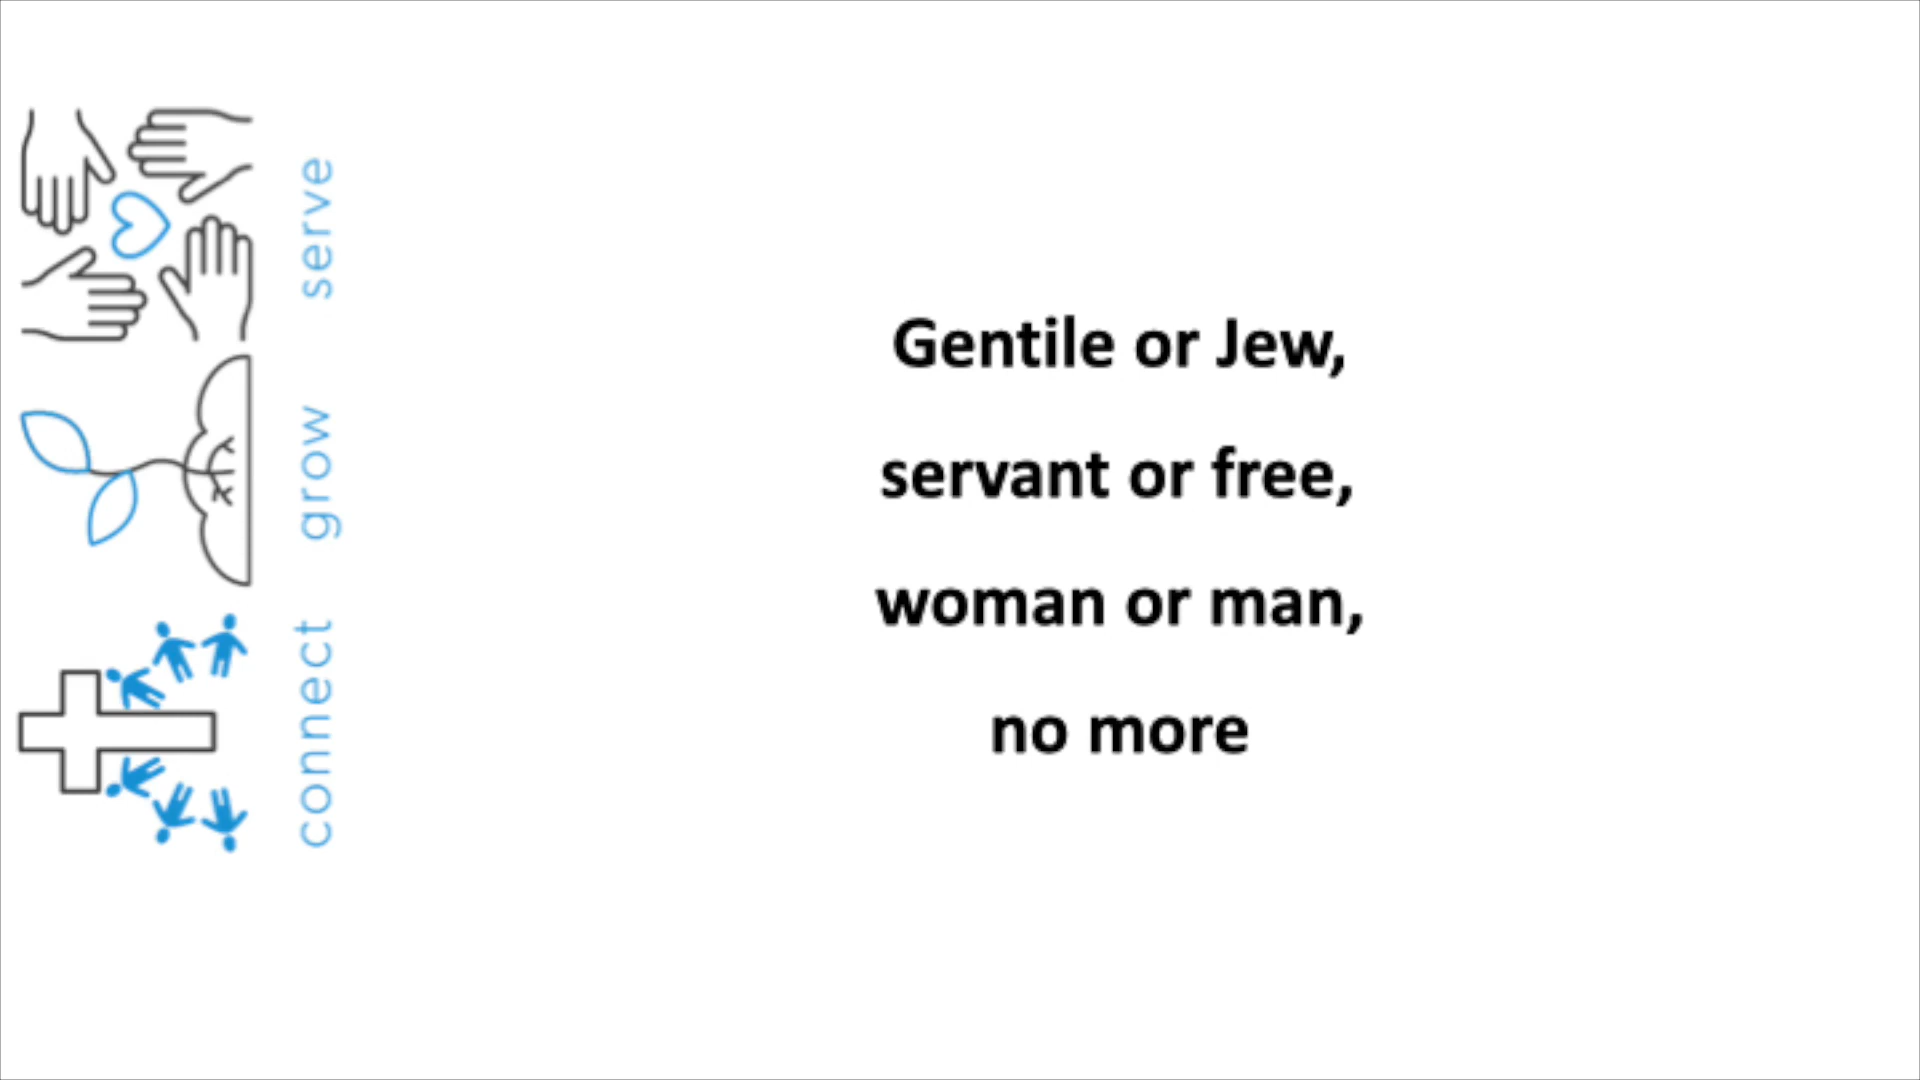 serve
grow
connect
Gentile or Jew,
servant or free,
woman or man,
no more